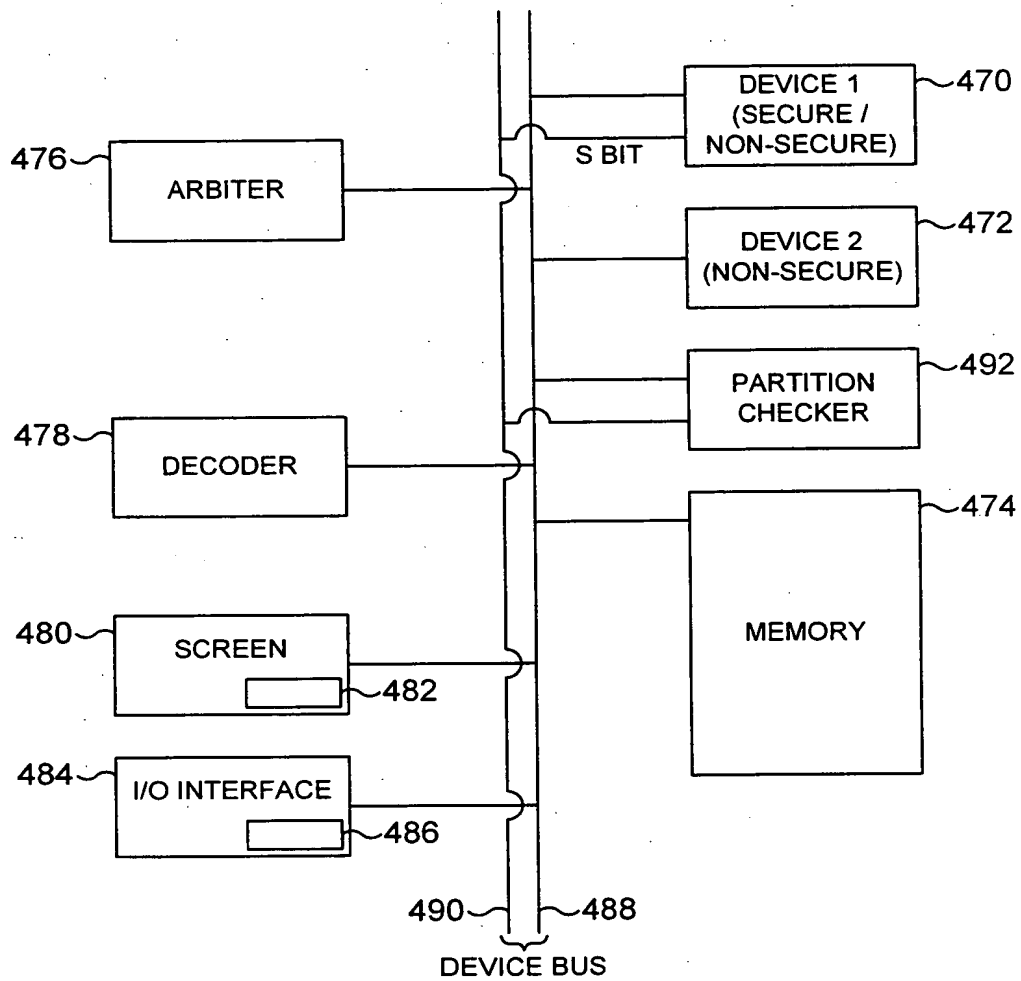 DEVICE 1
(SECURE /
NON-SECURE)
470
S BIT
476
ARBITER
DEVICE 2
(NON-SECURE)
472
PARTITION
CHECKER
492
478
DECODER
474
MEMORY
480
SCREEN
482
484
I/O INTERFACE
486
490
488
DEVICE BUS